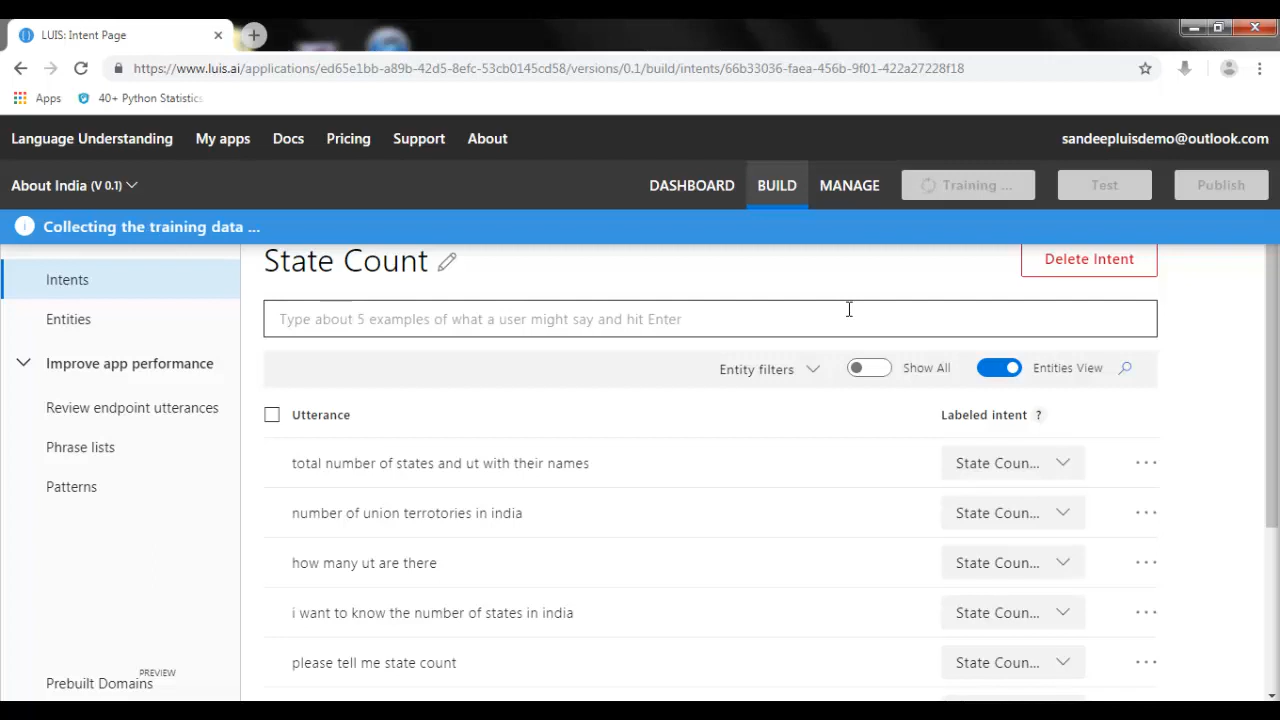 LUIS: Intent Page
https://www.luis.ai/applications/ed65e1bb-a89b-42d5-8efc-53cb0145cd58/versions/0.1/build/intents/66b33036-faea-456b-9f01-422a27228f18
Apps 40+ Python Statistics
Language Understanding My apps Docs Pricing Support About sandeepluisdemo@outlook.com
About India (V 0.1) DASHBOARD BUILD MANAGE Training ... Test Publish
Collecting the training data ...
State Count Delete Intent
Intents
Type about 5 examples of what a user might say and hit Enter
Entities
Improve app performance
Entity filters Show All Entities View
Review endpoint utterances
Utterance Labeled intent ?
Phrase lists
total number of states and ut with their names State Coun...
Patterns
number of union terrotories in india State Coun...
how many ut are there State Coun...
i want to know the number of states in india State Coun...
please tell me state count State Coun...
Prebuilt Domains PREVIEW